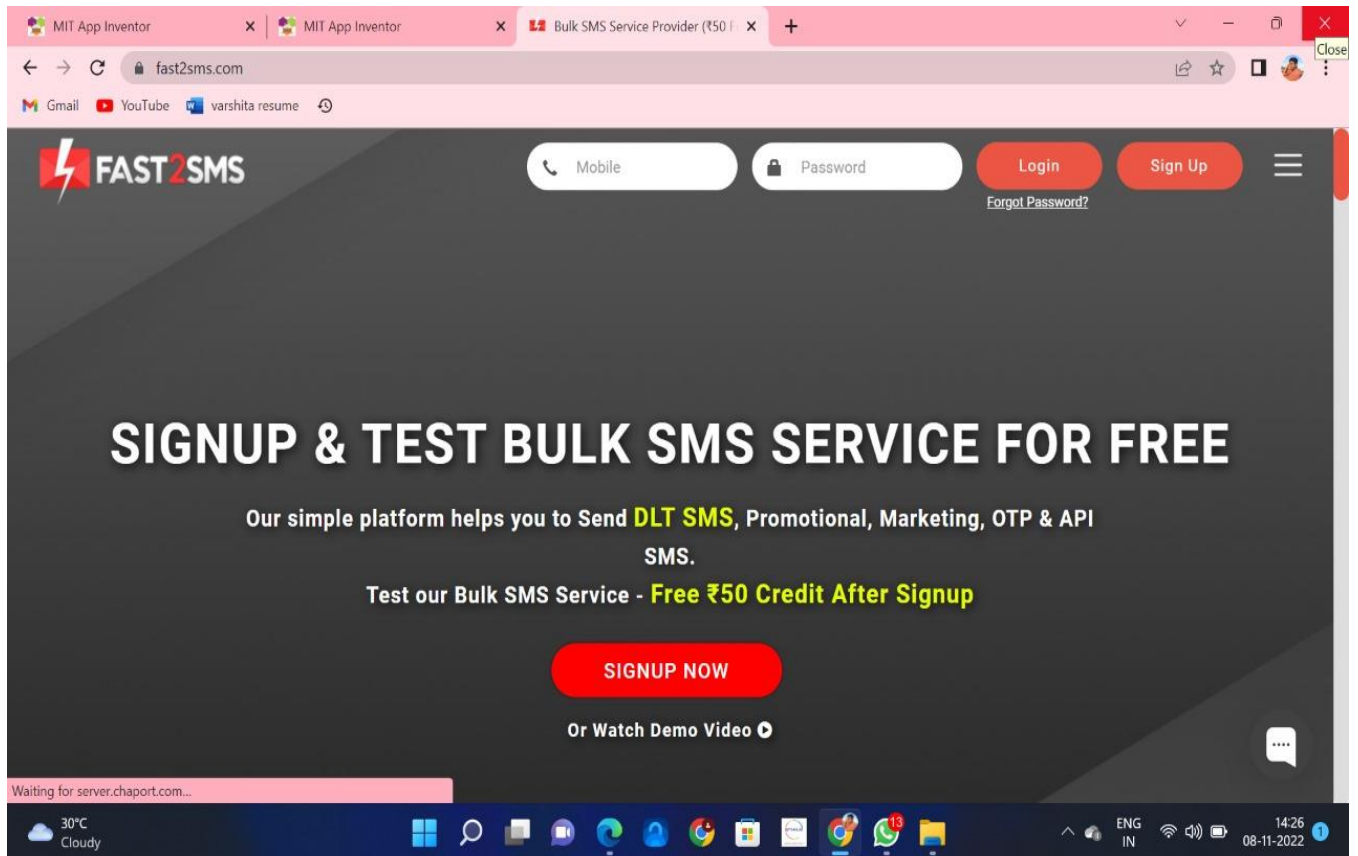 MIT App Inventor
MIT App Inventor
Bulk SMS Service Provider (₹50 F
Close
fast2sms.com
Gmail YouTube varshita resume
FAST2SMS
Mobile
Password
Login
Sign Up
Forgot Password?
SIGNUP & TEST BULK SMS SERVICE FOR FREE
Our simple platform helps you to Send DLT SMS, Promotional, Marketing, OTP & API
SMS.
Test our Bulk SMS Service - Free ₹50 Credit After Signup
SIGNUP NOW
Or Watch Demo Video
Waiting for server.chaport.com...
30°C
Cloudy
13
ENG
IN
14:26
08-11-2022
1